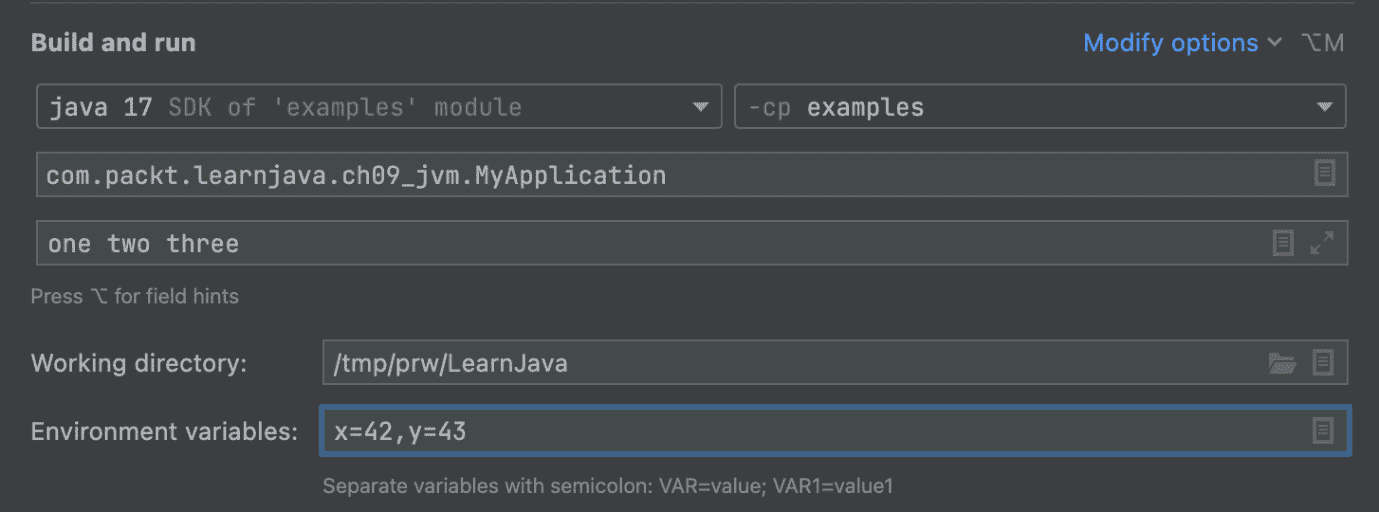 Build and run
Modify options ⌥M
java 17 SDK of 'examples' module
-cp examples
com.packt.learnjava.ch09_jvm.MyApplication
one two three
Press ⌥ for field hints
Working directory: /tmp/prw/LearnJava
Environment variables: x=42,y=43
Separate variables with semicolon: VAR=value; VAR1=value1